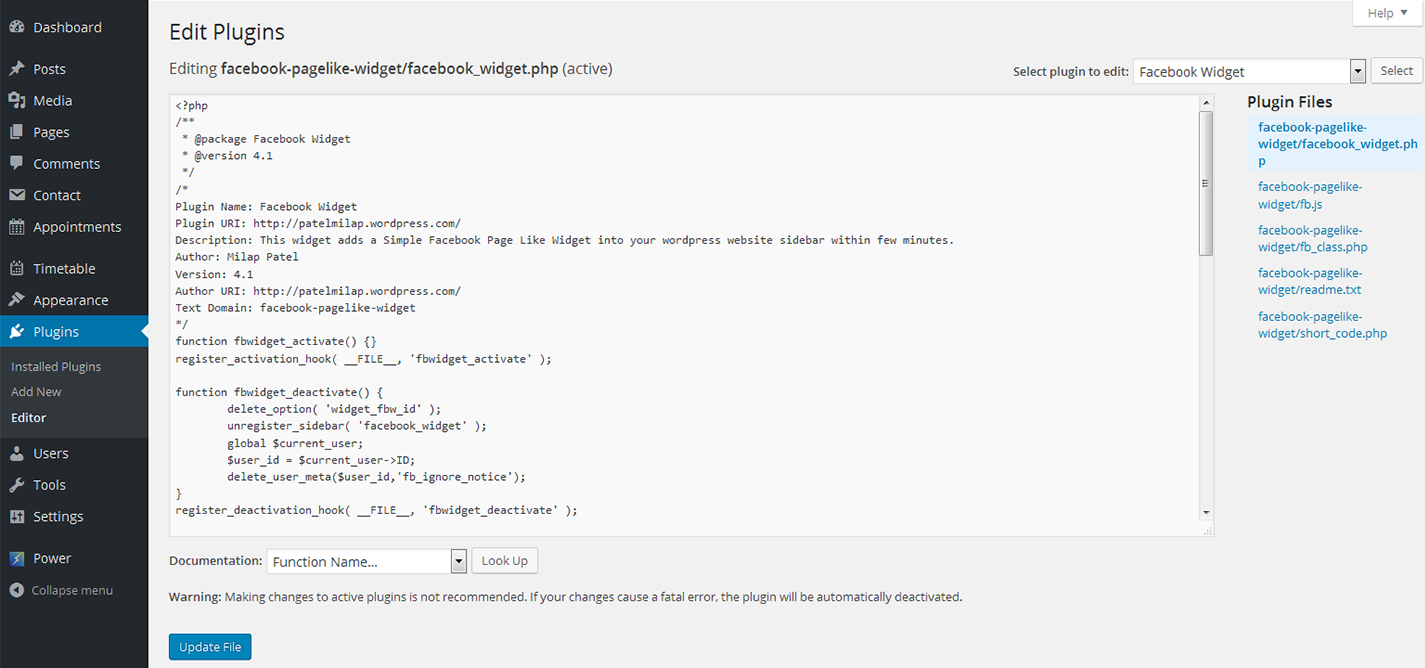 Dashboard
Posts
Media
Pages
Comments
Contact
Appointments
Timetable
Appearance
Plugins
Installed Plugins
Add New
Editor
Users
Tools
Settings
Power
Collapse menu
Help
Edit Plugins
Editing facebook-pagelike-widget/facebook_widget.php (active)
Select plugin to edit: Facebook Widget Select
<?php
/**
 * @package Facebook Widget
 * @version 4.1
 */
/*
Plugin Name: Facebook Widget
Plugin URI: http://patelmilap.wordpress.com/
Description: This widget adds a Simple Facebook Page Like Widget into your wordpress website sidebar within few minutes.
Author: Milap Patel
Version: 4.1
Author URI: http://patelmilap.wordpress.com/
Text Domain: facebook-pagelike-widget
*/
function fbwidget_activate() {}
register_activation_hook( __FILE__, 'fbwidget_activate' );
function fbwidget_deactivate() {
        delete_option( 'widget_fbw_id' );
        unregister_sidebar( 'facebook_widget' );
        global $current_user;
        $user_id = $current_user->ID;
        delete_user_meta($user_id,'fb_ignore_notice');
}
register_deactivation_hook( __FILE__, 'fbwidget_deactivate' );
Plugin Files
facebook-pagelike-
widget/facebook_widget.ph
p
facebook-pagelike-
widget/fb.js
facebook-pagelike-
widget/fb_class.php
facebook-pagelike-
widget/readme.txt
facebook-pagelike-
widget/short_code.php
Documentation: Function Name... Look Up
Warning: Making changes to active plugins is not recommended. If your changes cause a fatal error, the plugin will be automatically deactivated.
Update File